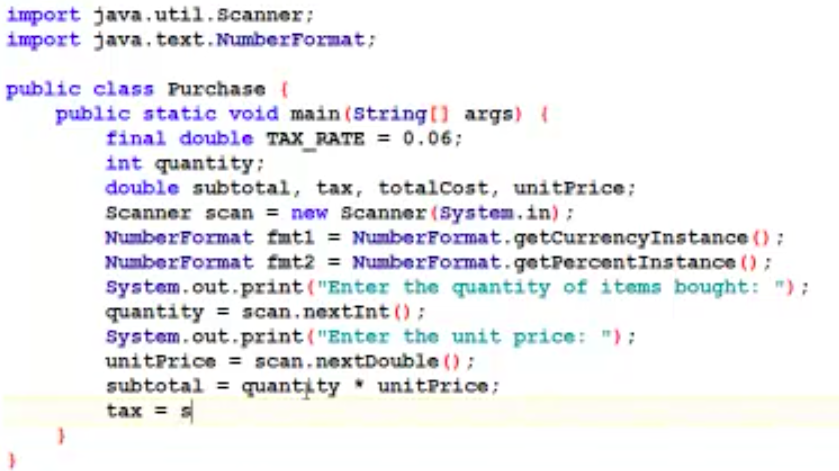 import java.util.Scanner;
import java.text.NumberFormat;
public class Purchase {
public static void main(String[] args) {
final double TAX_RATE = 0.06;
int quantity;
double subtotal, tax, totalCost, unitPrice;
Scanner scan = new Scanner(System.in);
NumberFormat fmt1 = NumberFormat.getCurrencyInstance();
NumberFormat fmt2 = NumberFormat.getPercentInstance();
System.out.print("Enter the quantity of items bought: ");
quantity = scan.nextInt();
System.out.print("Enter the unit price: ");
unitPrice = scan.nextDouble();
subtotal = quantity * unitPrice;
tax = s
}
}